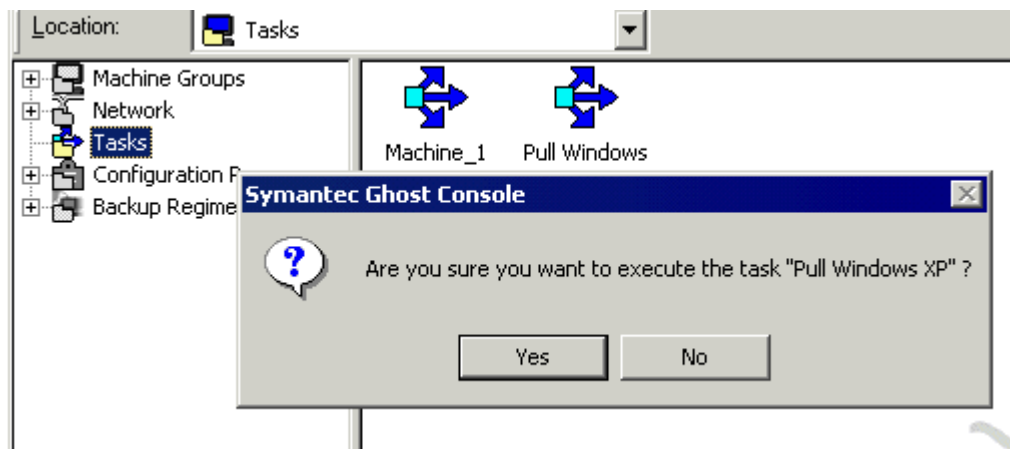 Location: Tasks
Machine Groups
Network
Tasks
Configuration R
Backup Regime
Machine_1 Pull Windows
Symantec Ghost Console
Are you sure you want to execute the task "Pull Windows XP" ?
Yes No